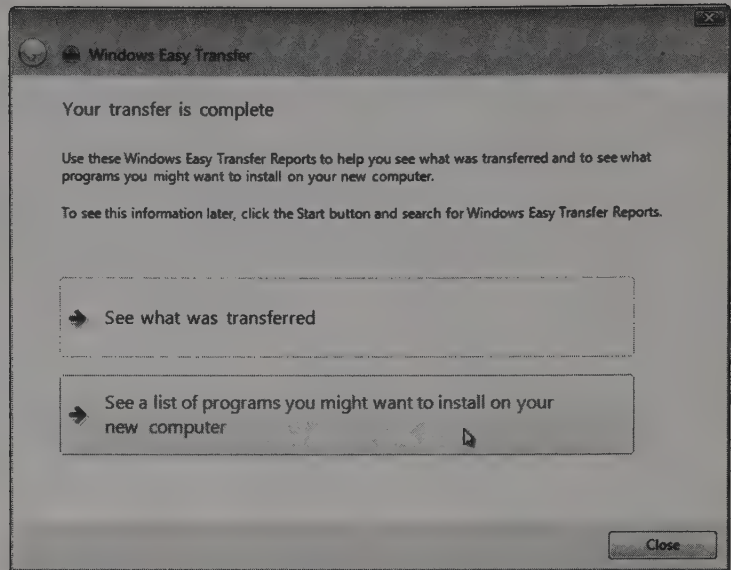 Windows Easy Transfer
Your transfer is complete
Use these Windows Easy Transfer Reports to help you see what was transferred and to see what
programs you might want to install on your new computer.
To see this information later, click the Start button and search for Windows Easy Transfer Reports.
See what was transferred
See a list of programs you might want to install on your
new computer
Close